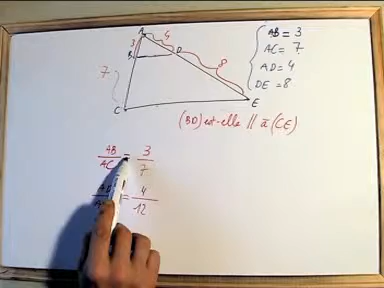 A
4
3
B
D
8
7
C
E
AB = 3
AC = 7
AD = 4
DE = 8
(BD) est-elle // à (CE)
AB/AC = 3/7
= 4/12